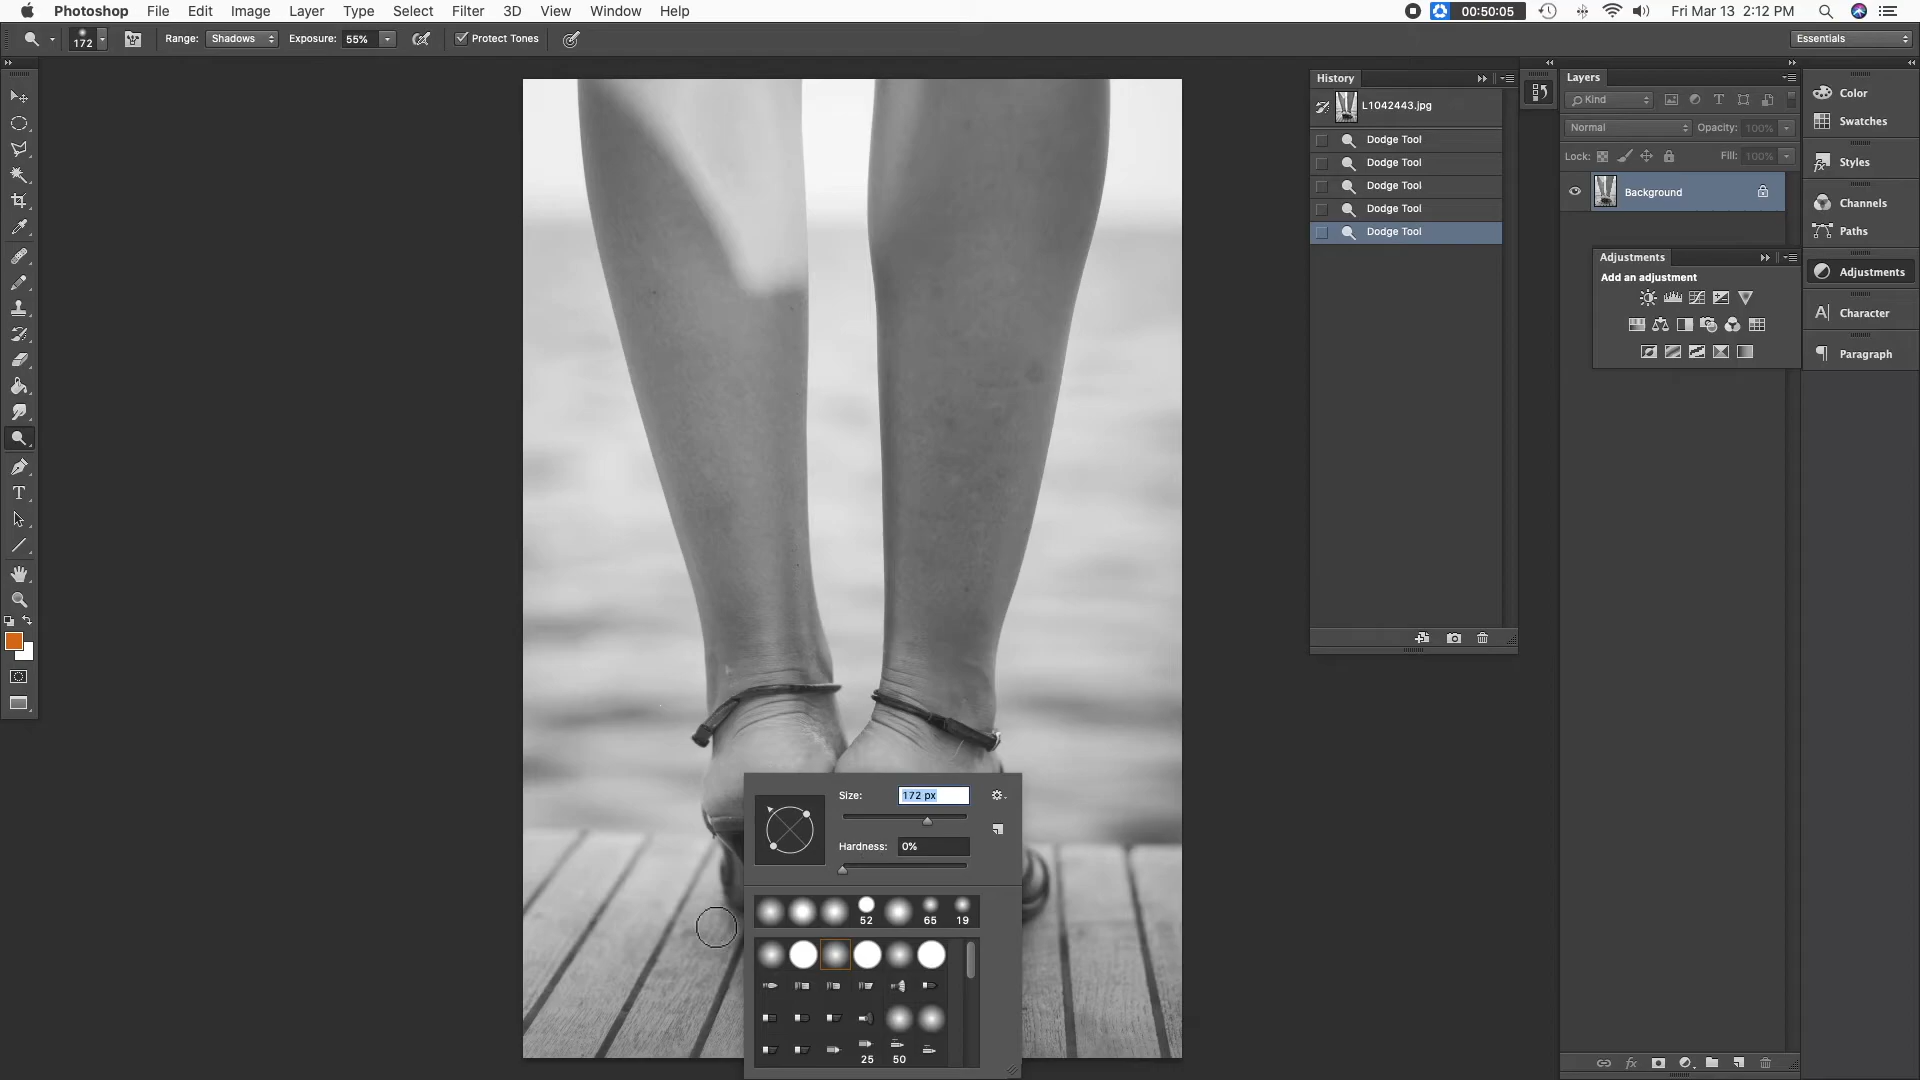 Photoshop File Edit Image Layer Type Select Filter 3D View Window Help 00:50:05 Fri Mar 13 2:12 PM
172 Range: Shadows Exposure: 55% Protect Tones Essentials
History
L1042443.jpg
Dodge Tool
Dodge Tool
Dodge Tool
Dodge Tool
Dodge Tool
Layers
Kind
Normal Opacity: 100%
Lock: Fill: 100%
Background
Adjustments
Add an adjustment
Color
Swatches
Styles
Channels
Paths
Adjustments
Character
Paragraph
Size: 172 px
Hardness: 0%
52 65 19
25 50